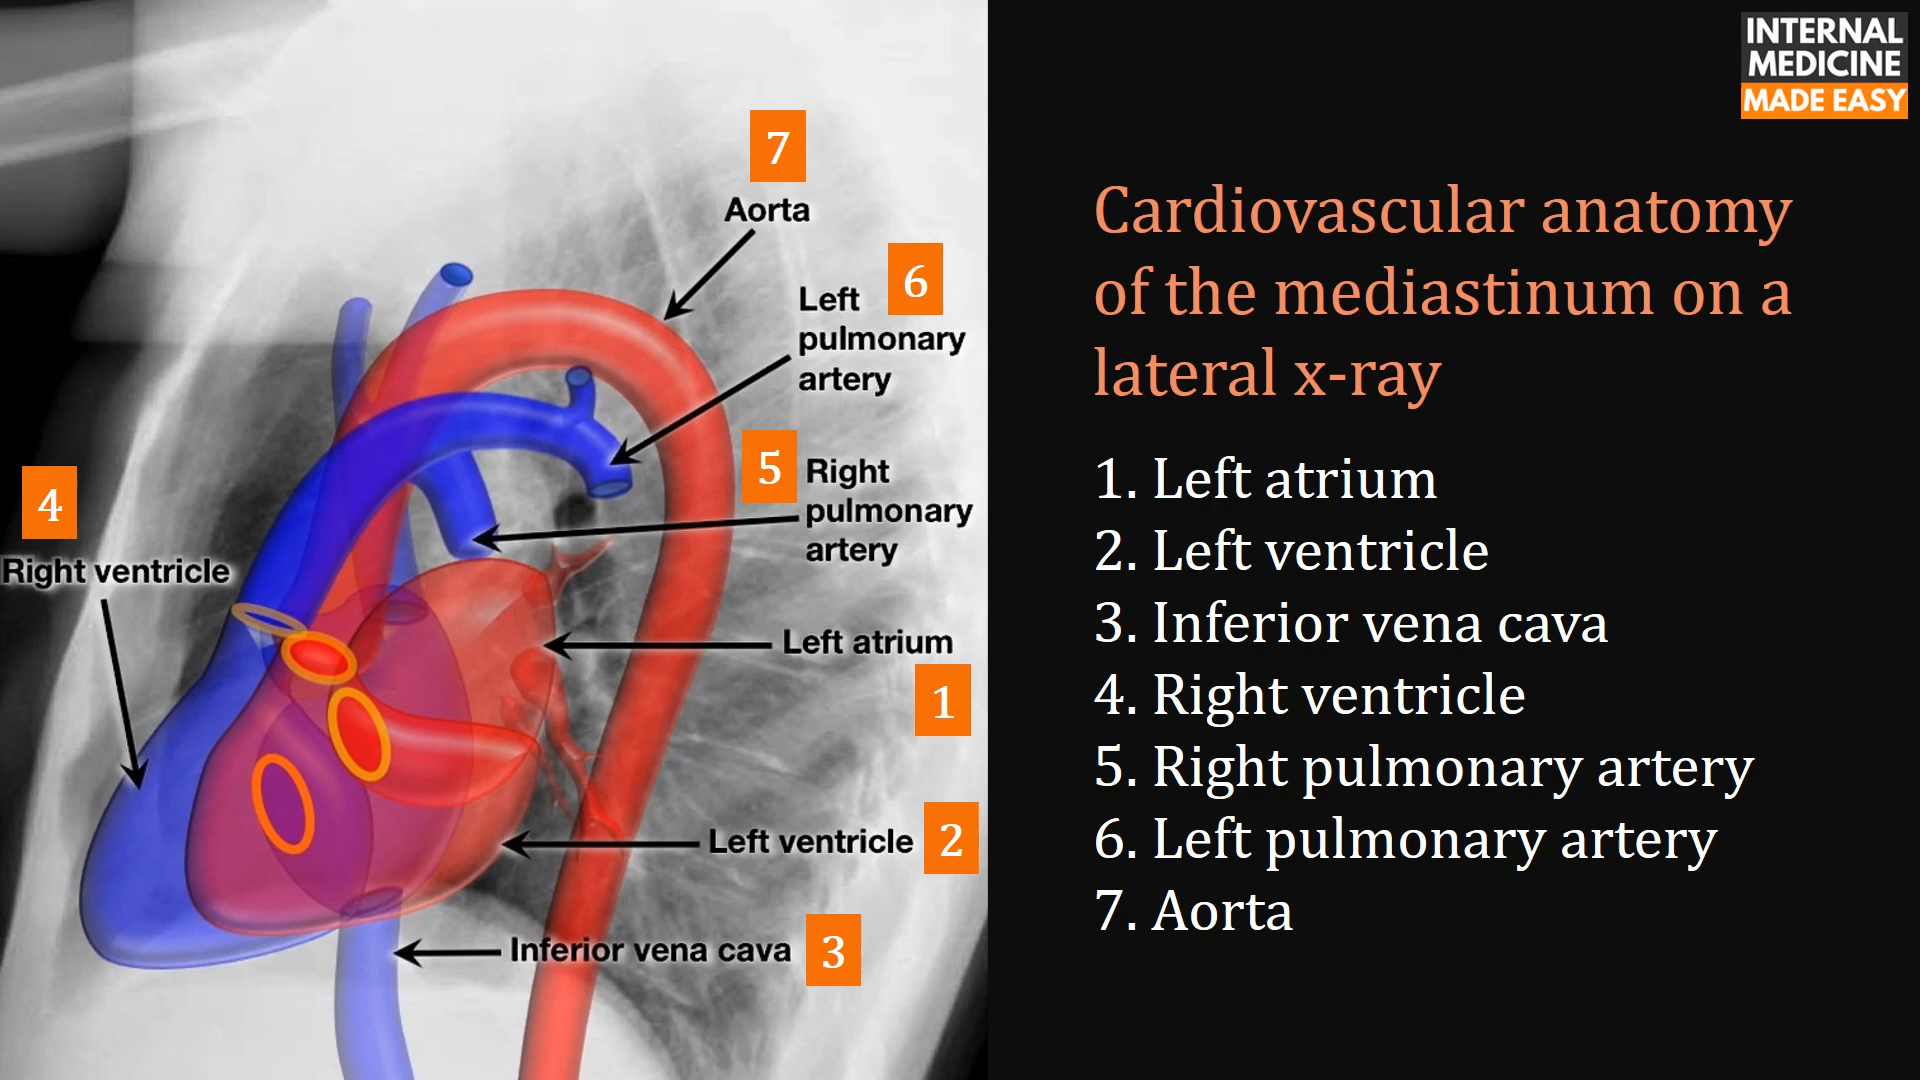 INTERNAL
MEDICINE
MADE EASY
7
Aorta
6
Left
pulmonary
artery
5
Right
pulmonary
artery
4
Right ventricle
Left atrium
1
Left ventricle
2
Inferior vena cava
3
Cardiovascular anatomy
of the mediastinum on a
lateral x-ray
1. Left atrium
2. Left ventricle
3. Inferior vena cava
4. Right ventricle
5. Right pulmonary artery
6. Left pulmonary artery
7. Aorta